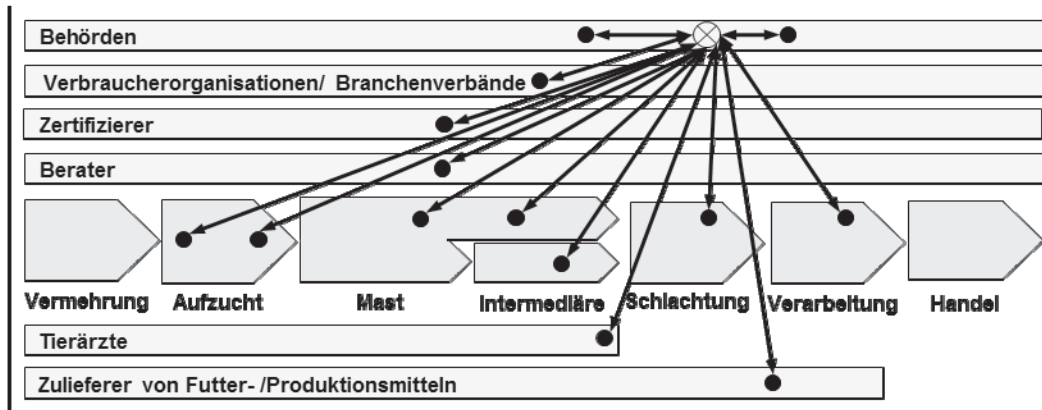 Behörden
Verbraucherorganisationen/ Branchenverbände
Zertifizierer
Berater
Vermehrung Aufzucht Mast Intermediäre Schlachtung Verarbeitung Handel
Tierärzte
Zulieferer von Futter- /Produktionsmitteln